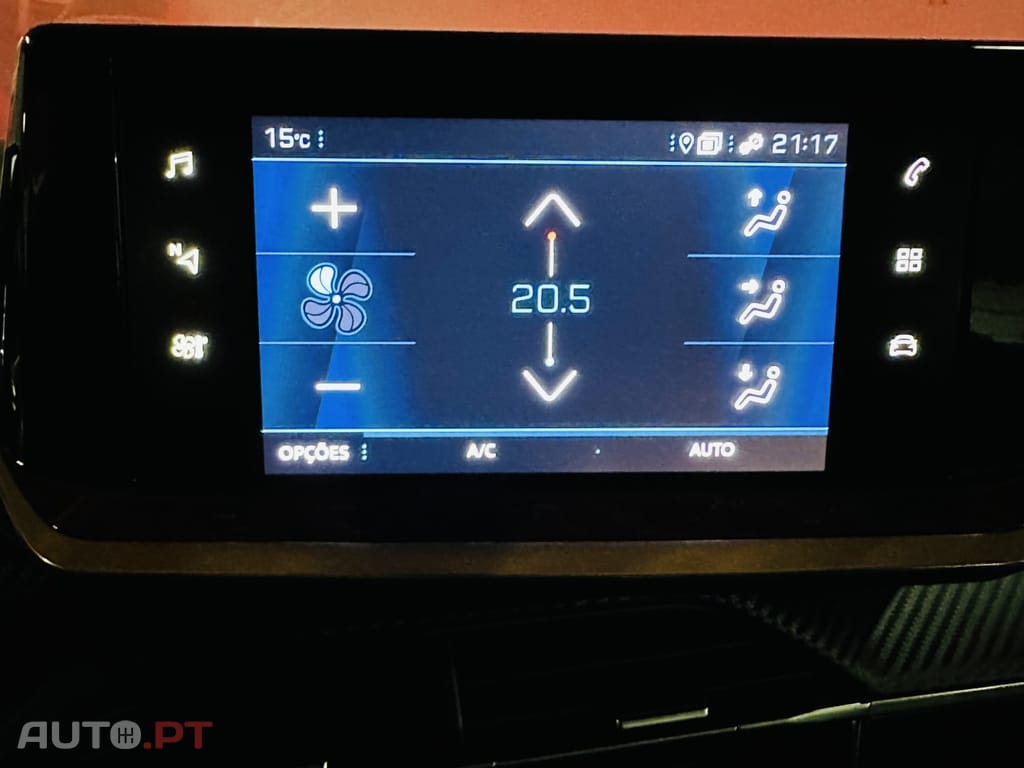 15°C
21:17
N
20.5
OPÇÕES
A/C
AUTO
AUTO.PT